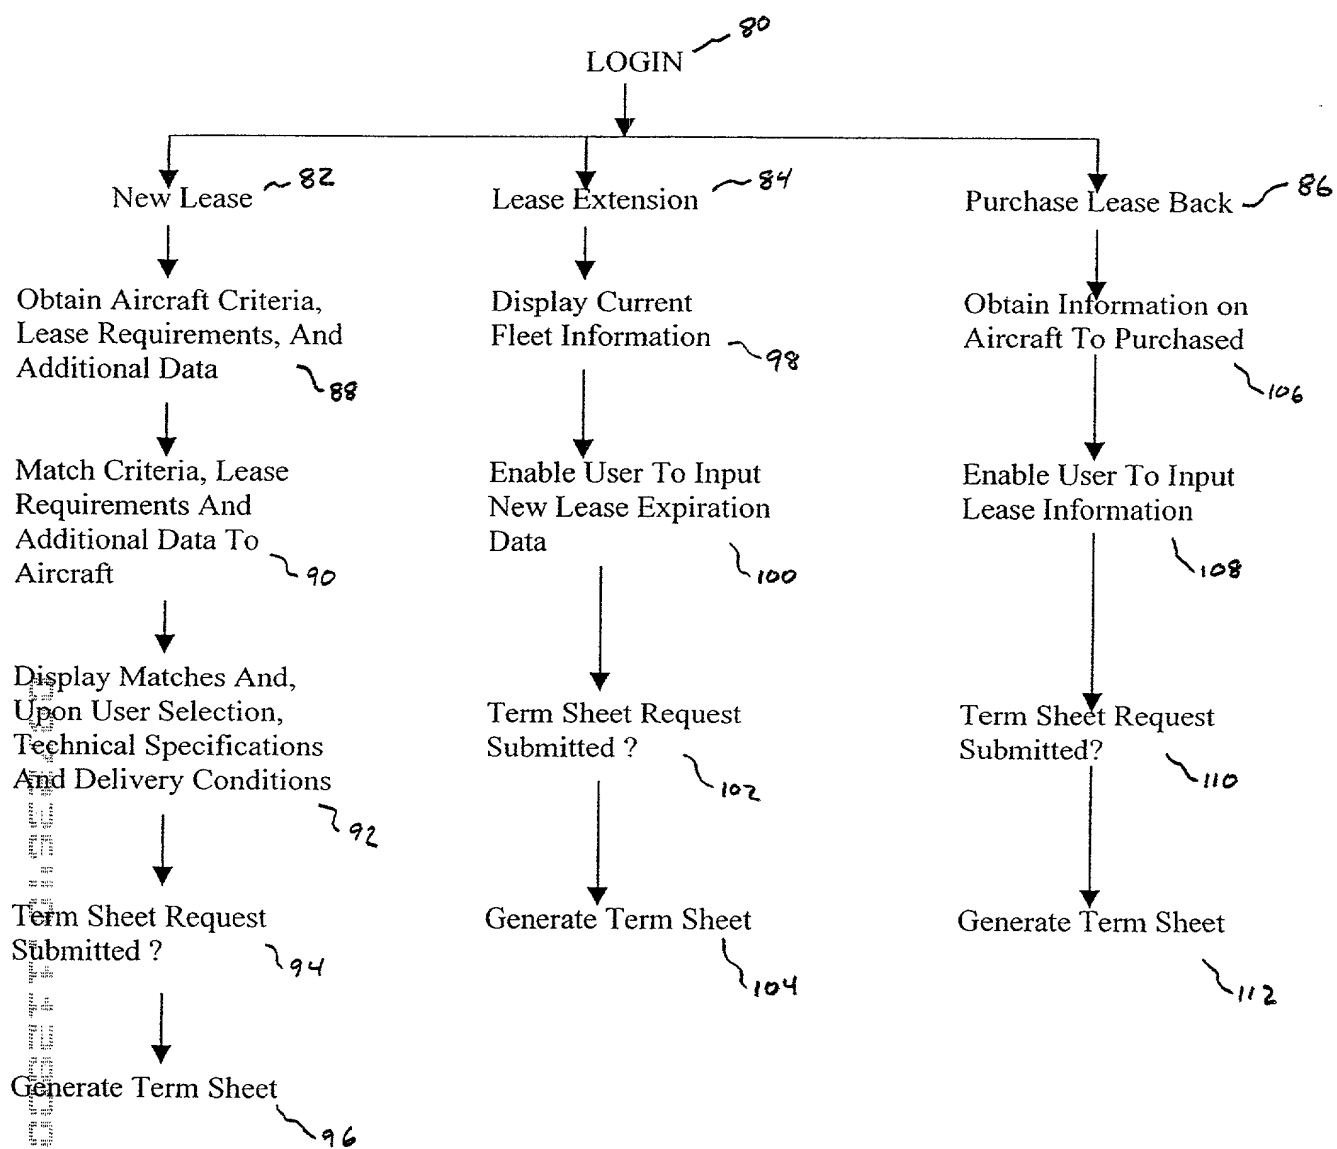 LOGIN
80
New Lease
82
Obtain Aircraft Criteria,
Lease Requirements, And
Additional Data
88
Match Criteria, Lease
Requirements And
Additional Data To
Aircraft
90
Display Matches And,
Upon User Selection,
Technical Specifications
And Delivery Conditions
92
Term Sheet Request
Submitted ?
94
Generate Term Sheet
96
Lease Extension
84
Display Current
Fleet Information
98
Enable User To Input
New Lease Expiration
Data
100
Term Sheet Request
Submitted ?
102
Generate Term Sheet
104
Purchase Lease Back
86
Obtain Information on
Aircraft To Purchased
106
Enable User To Input
Lease Information
108
Term Sheet Request
Submitted?
110
Generate Term Sheet
112